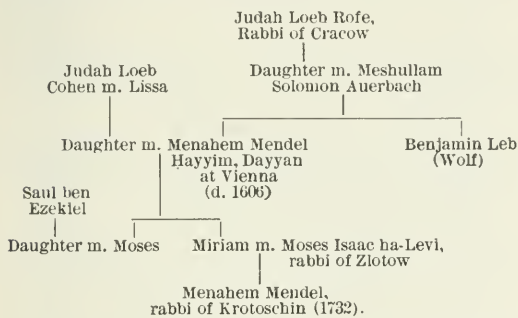 Judah Loeb Rofe,
Rabbi of Cracow
Judah Loeb
Cohen m. Lissa
Daughter m. Meshullam
Solomon Auerbach
Daughter m. Menahem Mendel
Ḥayyim, Dayyan
at Vienna
(d. 1606)
Benjamin Leb
(Wolf)
Saul ben
Ezekiel
Daughter m. Moses
Miriam m. Moses Isaac ha-Levi,
rabbi of Zlotow
Menahem Mendel,
rabbi of Krotoschin (1732).